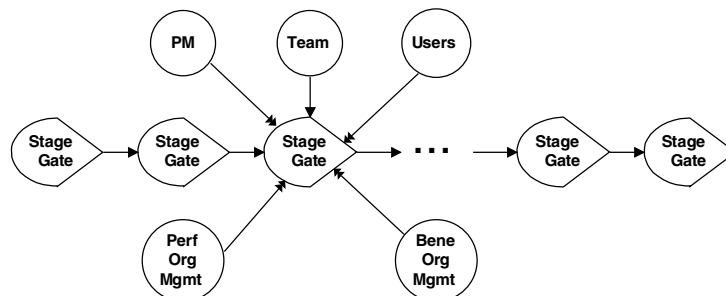 PM
Team
Users
Stage
Gate
Stage
Gate
Stage
Gate
...
Stage
Gate
Stage
Gate
Perf
Org
Mgmt
Bene
Org
Mgmt